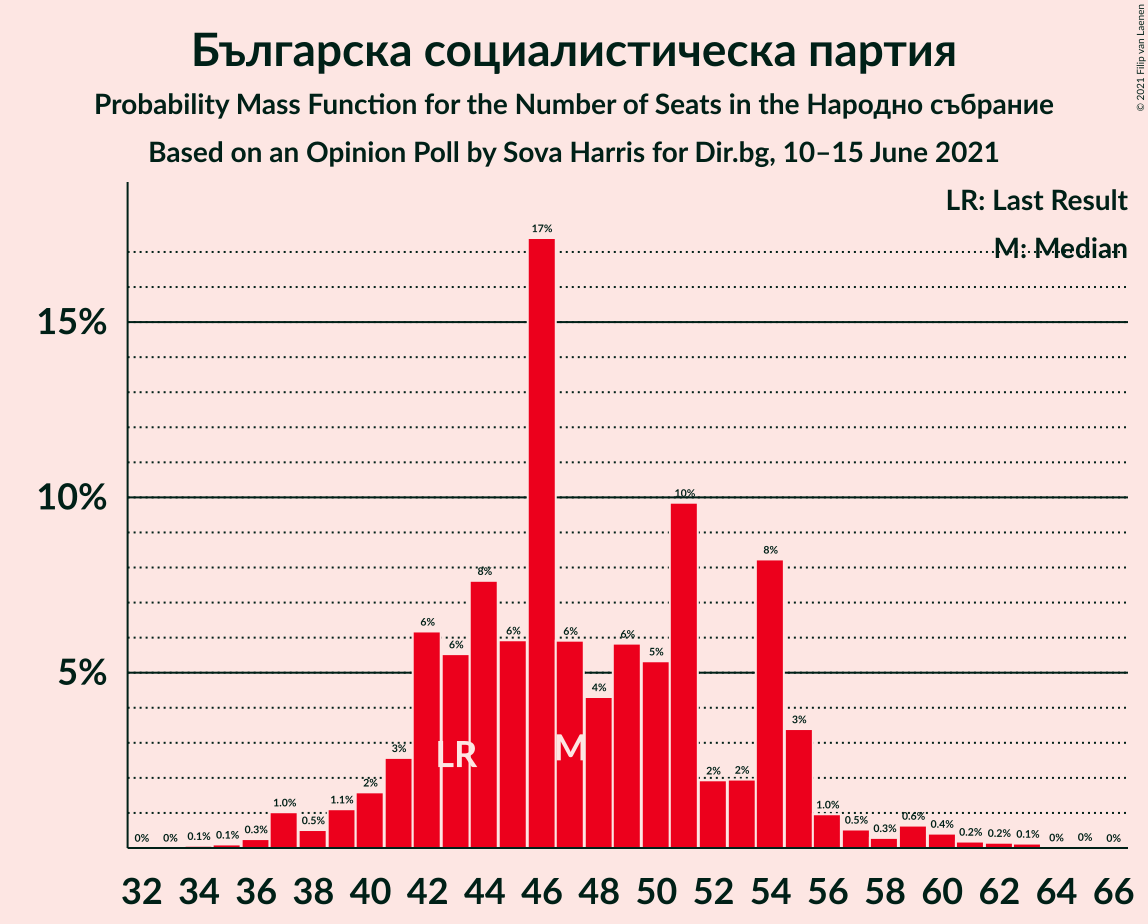 Българска социалистическа партия
Probability Mass Function for the Number of Seats in the Народно събрание
Based on an Opinion Poll by Sova Harris for Dir.bg, 10–15 June 2021
© 2021 Filip van Laenen
LR: Last Result
M: Median
15%
10%
5%
0% 0% 0.1% 0.1% 0.3% 1.0% 0.5% 1.1% 2% 3% 6% 6% 8% 6% 17% 6% 4% 6% 5% 10% 2% 2% 8% 3% 1.0% 0.5% 0.3% 0.6% 0.4% 0.2% 0.2% 0.1% 0% 0% 0%
LR M
32 34 36 38 40 42 44 46 48 50 52 54 56 58 60 62 64 66